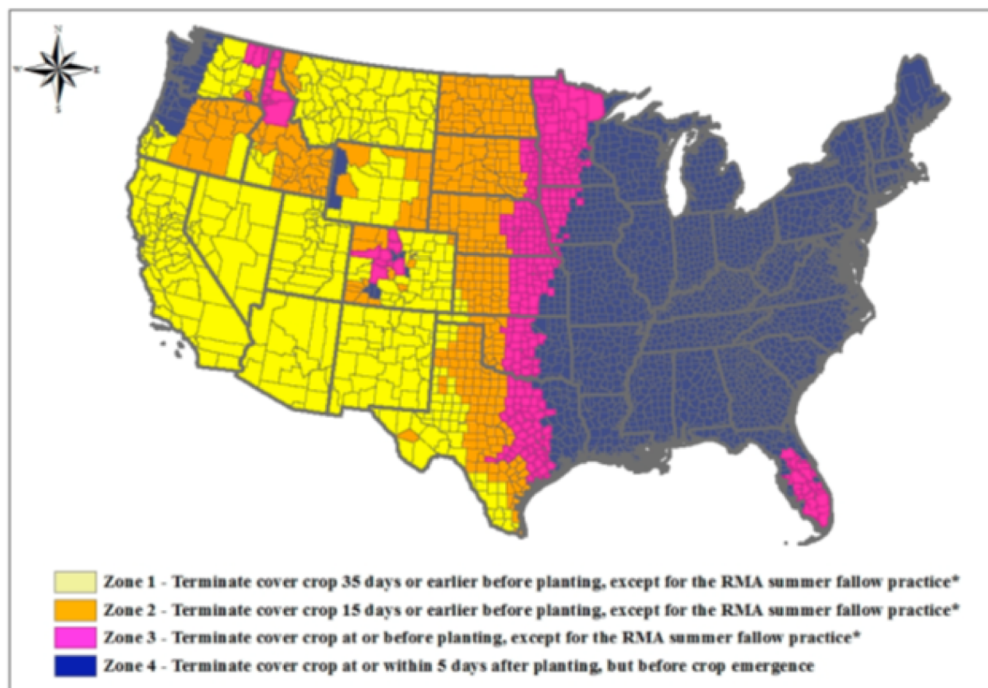 N
W E
S
Zone 1 - Terminate cover crop 35 days or earlier before planting, except for the RMA summer fallow practice*
Zone 2 - Terminate cover crop 15 days or earlier before planting, except for the RMA summer fallow practice*
Zone 3 - Terminate cover crop at or before planting, except for the RMA summer fallow practice*
Zone 4 - Terminate cover crop at or within 5 days after planting, but before crop emergence